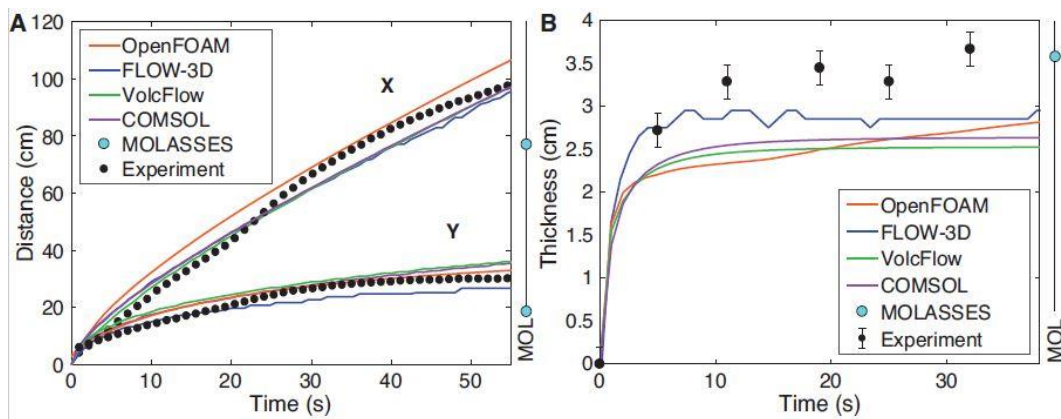 A
120
100
80
60
40
20
0
Distance (cm)
OpenFOAM
FLOW-3D
VolcFlow
COMSOL
MOLASSES
Experiment
X
Y
0 10 20 30 40 50
Time (s)
MOL
B
4
3.5
3
2.5
2
1.5
1
0.5
0
Thickness (cm)
OpenFOAM
FLOW-3D
VolcFlow
COMSOL
MOLASSES
Experiment
0 10 20 30
Time (s)
MOL